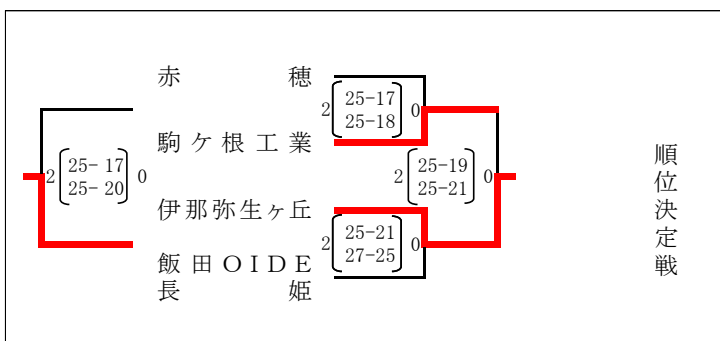 赤穂
2 25-17 0
25-18
駒ケ根工業
2 25-17 0
25-20
2 25-19 0
25-21
伊那弥生ヶ丘
2 25-21 0
27-25
飯田OIDE
長姫
順位決定戦